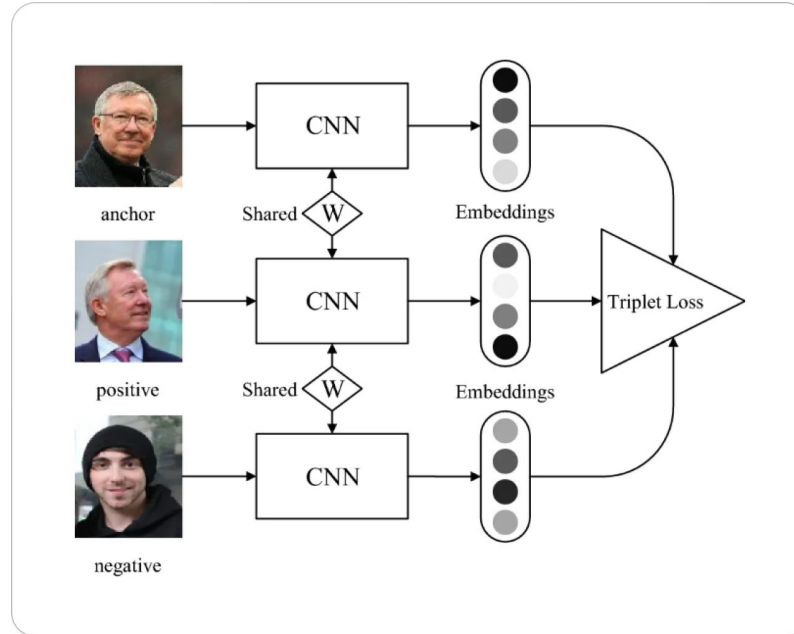 CNN
anchor
Shared
W
Embeddings
CNN
Triplet Loss
positive
Shared
W
Embeddings
CNN
negative